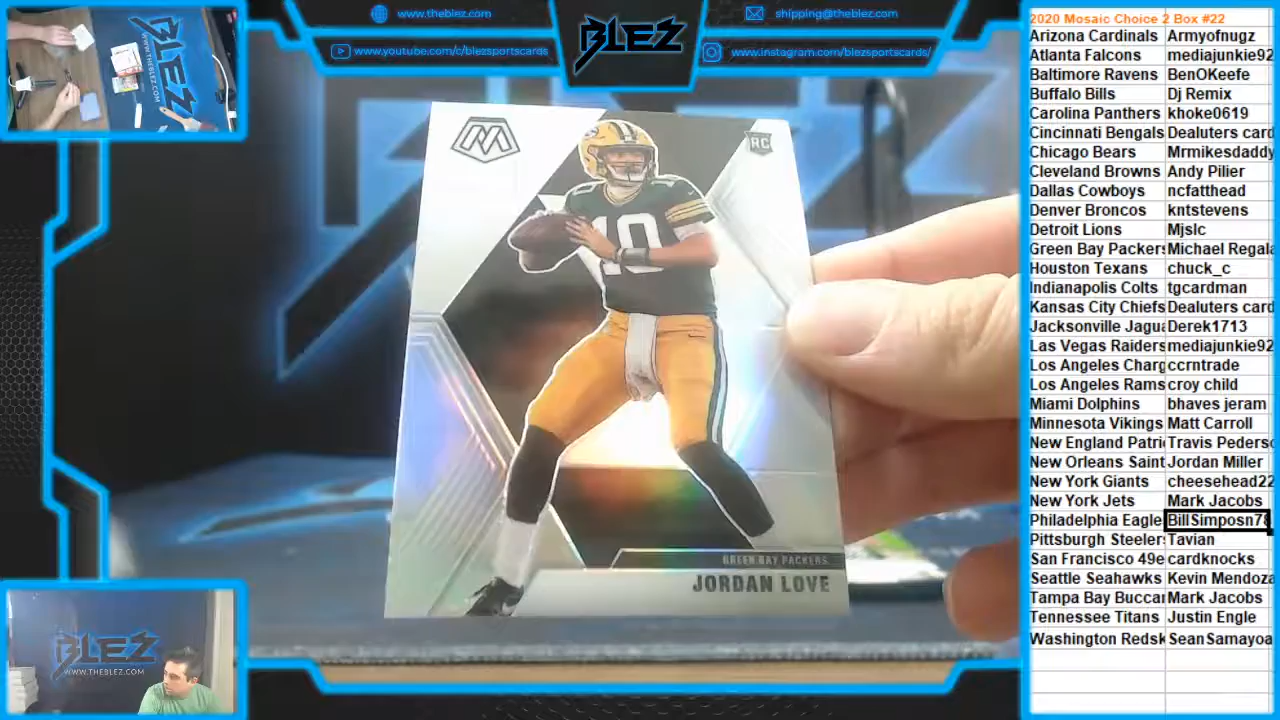 www.theblez.com
www.youtube.com/c/blezsportscards
BLEZ
shipping@theblez.com
www.instagram.com/blezsportscards/
BLEZ
WWW.THEBLEZ.COM
RC
10
GREEN BAY PACKERS
JORDAN LOVE
BLEZ
WWW.THEBLEZ.COM
2020 Mosaic Choice 2 Box #22
Arizona Cardinals Armyofnugz
Atlanta Falcons mediajunkie92
Baltimore Ravens BenOKeefe
Buffalo Bills Dj Remix
Carolina Panthers khoke0619
Cincinnati Bengals Dealuters card
Chicago Bears Mrmikesdaddy
Cleveland Browns Andy Pilier
Dallas Cowboys ncfatthead
Denver Broncos kntstevens
Detroit Lions Mjslc
Green Bay Packers Michael Regala
Houston Texans chuck_c
Indianapolis Colts tgcardman
Kansas City Chiefs Dealuters card
Jacksonville Jagua Derek1713
Las Vegas Raiders mediajunkie92
Los Angeles Charg ccrntrade
Los Angeles Rams croy child
Miami Dolphins bhaves jeram
Minnesota Vikings Matt Carroll
New England Patri Travis Pederso
New Orleans Saint Jordan Miller
New York Giants cheesehead22
New York Jets Mark Jacobs
Philadelphia Eagle BillSimposn78
Pittsburgh Steelers Tavian
San Francisco 49e cardknocks
Seattle Seahawks Kevin Mendoza
Tampa Bay Buccar Mark Jacobs
Tennessee Titans Justin Engle
Washington Redsk SeanSamayoa